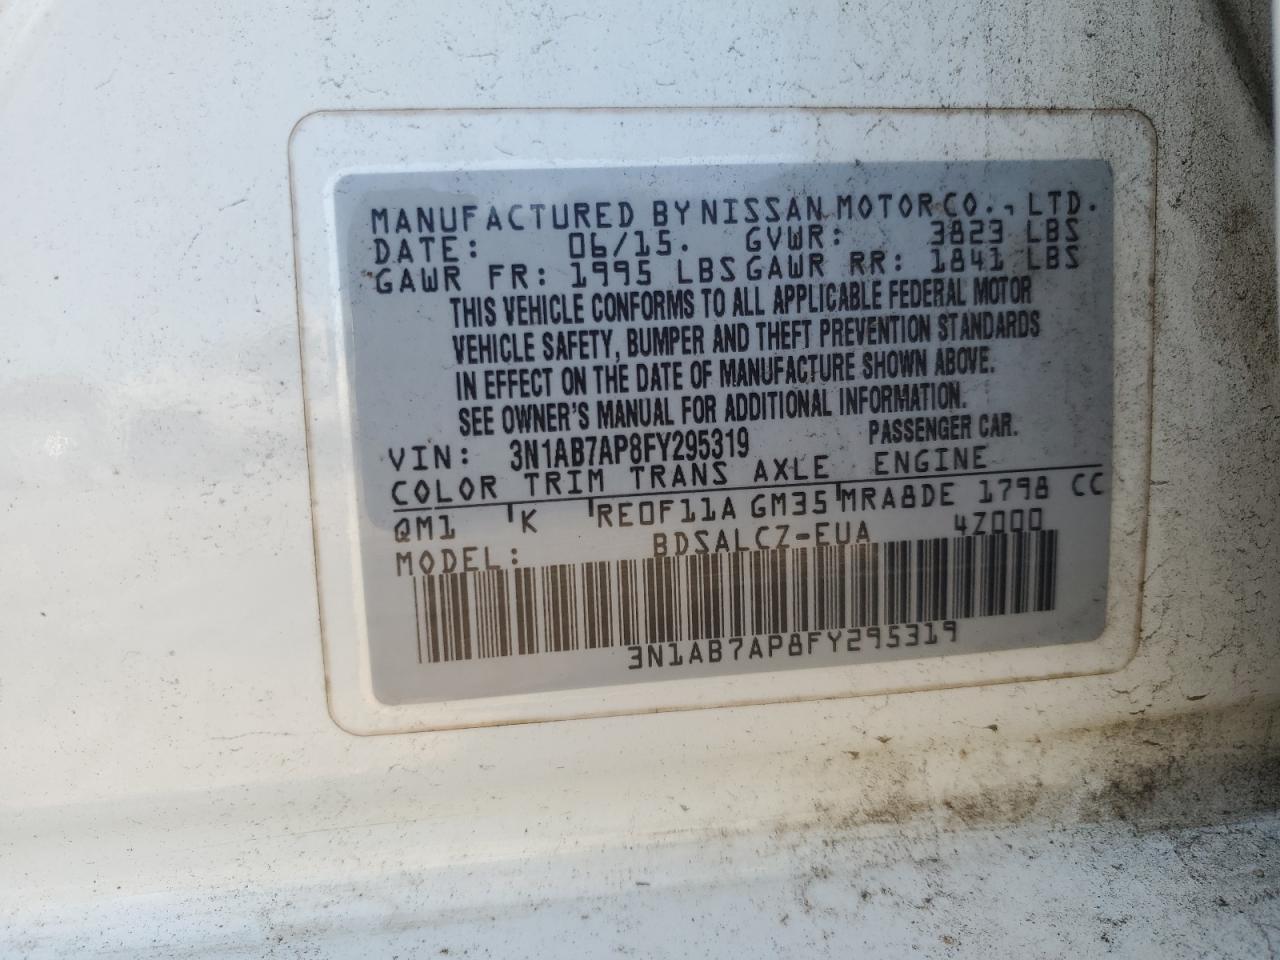 MANUFACTURED BY NISSAN MOTOR CO., LTD.
DATE: 06/15. GVWR: 3823 LBS
GAWR FR: 1995 LBS GAWR RR: 1841 LBS
THIS VEHICLE CONFORMS TO ALL APPLICABLE FEDERAL MOTOR
VEHICLE SAFETY, BUMPER AND THEFT PREVENTION STANDARDS
IN EFFECT ON THE DATE OF MANUFACTURE SHOWN ABOVE.
SEE OWNER'S MANUAL FOR ADDITIONAL INFORMATION.
VIN: 3N1AB7AP8FY295319 PASSENGER CAR.
COLOR TRIM TRANS AXLE ENGINE
QM1 K RE0F11A GM35 MRA8DE 1798 CC
MODEL: BDSALCZ-EUA 4Z000
3N1AB7AP8FY295319